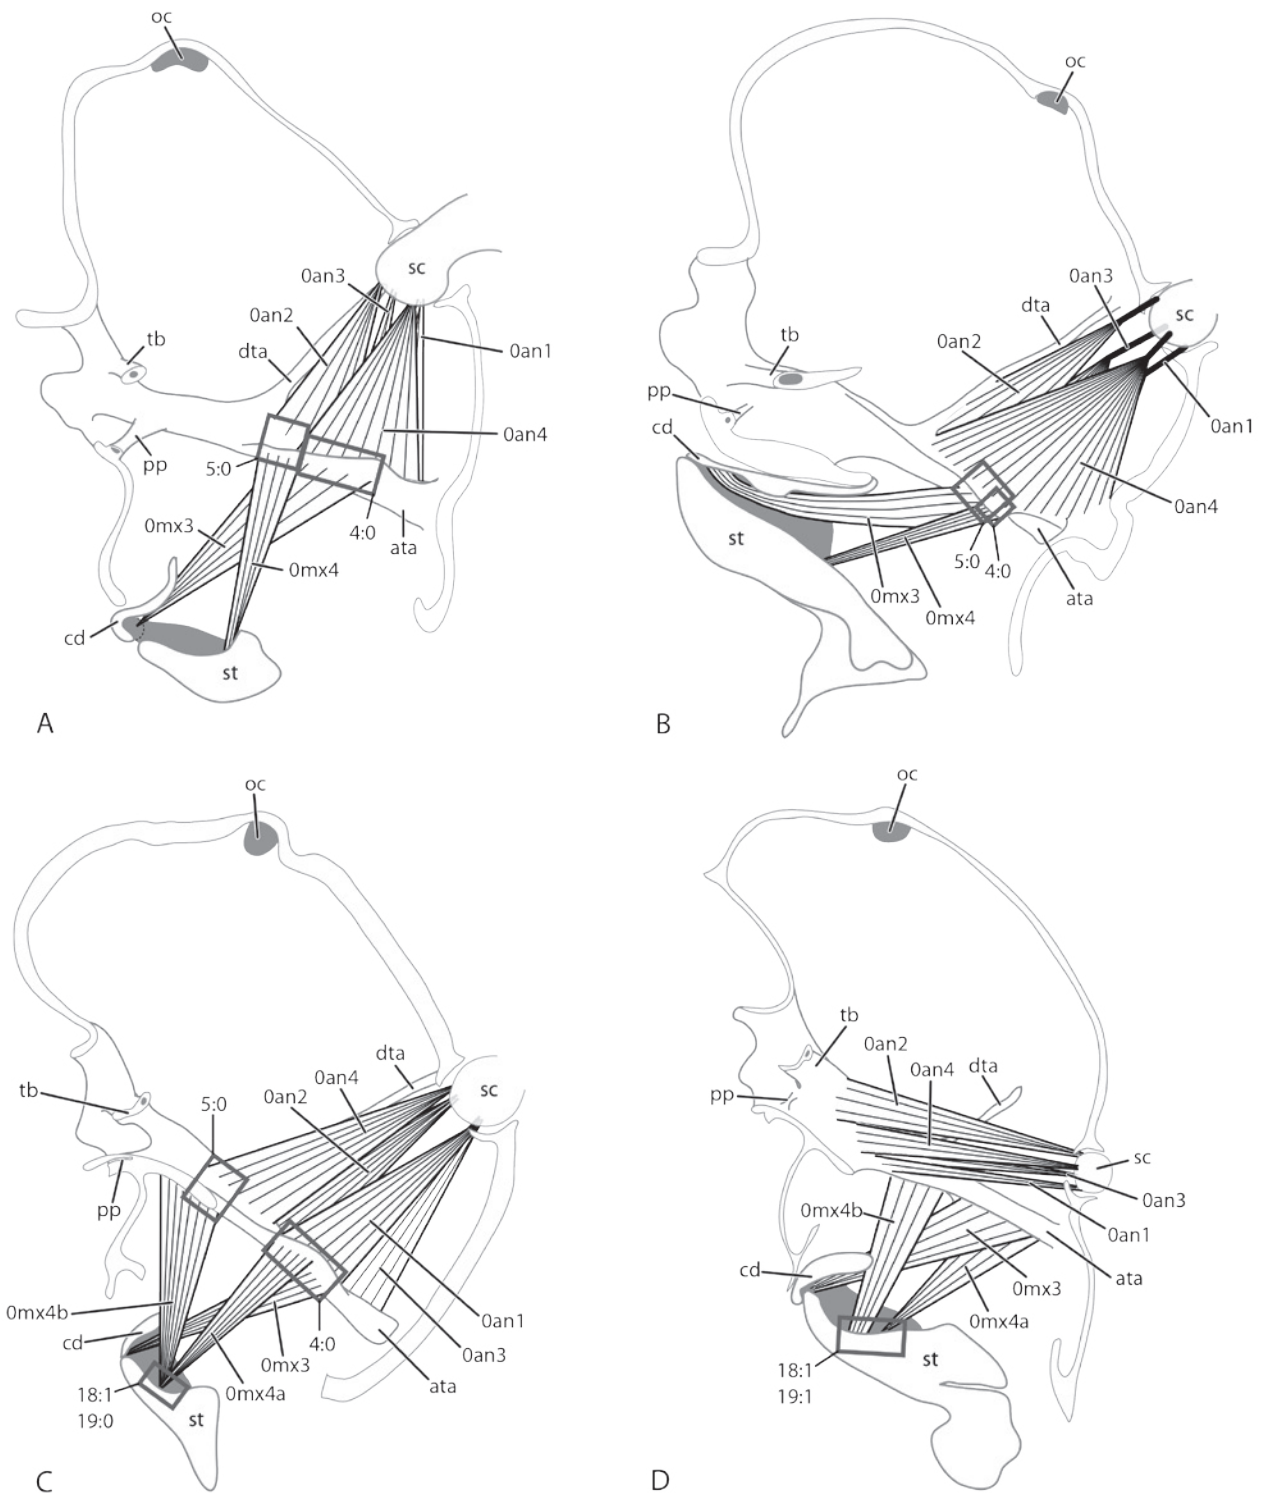 oc
0an3
sc
0an2
tb
dta
0an1
0an4
pp
5:0
4:0
0mx3
ata
0mx4
cd
st
A
oc
0an3
dta
sc
tb
0an2
pp
cd
0an1
0an4
st
5:0
4:0
0mx3
ata
0mx4
B
oc
dta
0an4
sc
tb
0an2
5:0
pp
0mx4b
0an1
cd
4:0
0mx3
0an3
ata
18:1
0mx4a
19:0
st
C
oc
tb
0an2
dta
0an4
pp
sc
0an3
0mx4b
0an1
cd
ata
0mx3
0mx4a
st
18:1
19:1
D